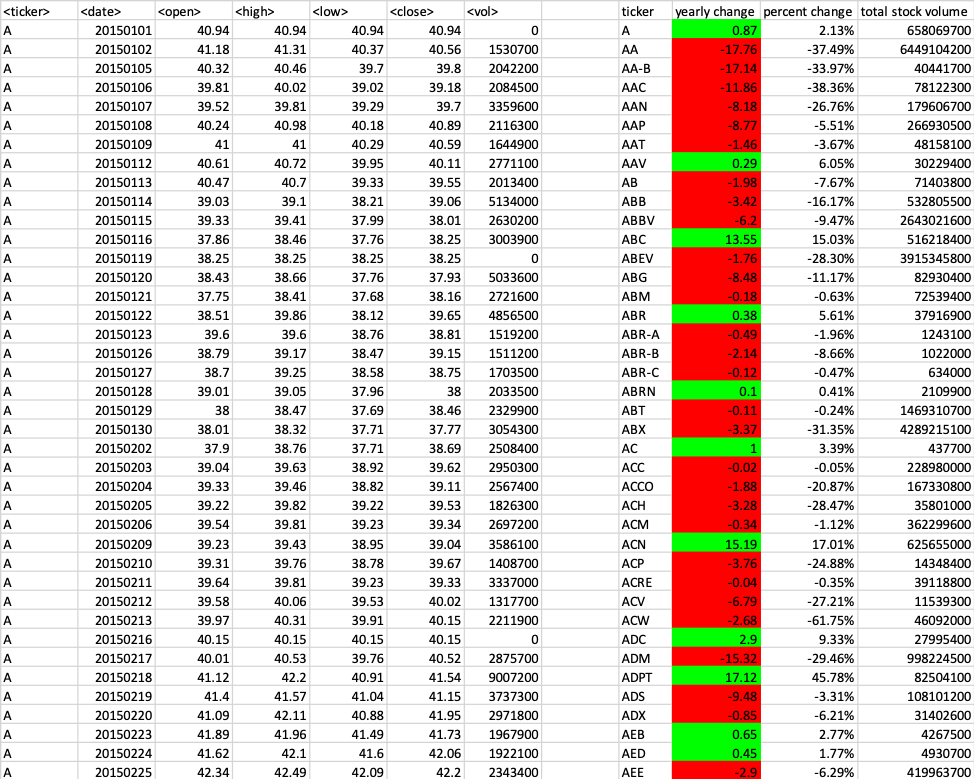 <ticker> <date> <open> <high> <low> <close> <vol> ticker yearly change percent change total stock volume
A 20150101 40.94 40.94 40.94 40.94 0 A 0.87 2.13% 658069700
A 20150102 41.18 41.31 40.37 40.56 1530700 AA -17.76 -37.49% 6449104200
A 20150105 40.32 40.46 39.7 39.8 2042200 AA-B -17.14 -33.97% 40441700
A 20150106 39.81 40.02 39.02 39.18 2084500 AAC -11.86 -38.36% 78122300
A 20150107 39.52 39.81 39.29 39.7 3359600 AAN -8.18 -26.76% 179606700
A 20150108 40.24 40.98 40.18 40.89 2116300 AAP -8.77 -5.51% 266930500
A 20150109 41 41 40.29 40.59 1644900 AAT -1.46 -3.67% 48158100
A 20150112 40.61 40.72 39.95 40.11 2771100 AAV 0.29 6.05% 30229400
A 20150113 40.47 40.7 39.33 39.55 2013400 AB -1.98 -7.67% 71403800
A 20150114 39.03 39.1 38.21 39.06 5134000 ABB -3.42 -16.17% 532805500
A 20150115 39.33 39.41 37.99 38.01 2630200 ABBV -6.2 -9.47% 2643021600
A 20150116 37.86 38.46 37.76 38.25 3003900 ABC 13.55 15.03% 516218400
A 20150119 38.25 38.25 38.25 38.25 0 ABEV -1.76 -28.30% 3915345800
A 20150120 38.43 38.66 37.76 37.93 5033600 ABG -8.48 -11.17% 82930400
A 20150121 37.75 38.41 37.68 38.16 2721600 ABM -0.18 -0.63% 72539400
A 20150122 38.51 39.86 38.12 39.65 4856500 ABR 0.38 5.61% 37916900
A 20150123 39.6 39.6 38.76 38.81 1519200 ABR-A -0.49 -1.96% 1243100
A 20150126 38.79 39.17 38.47 39.15 1511200 ABR-B -2.14 -8.66% 1022000
A 20150127 38.7 39.25 38.58 38.75 1703500 ABR-C -0.12 -0.47% 634000
A 20150128 39.01 39.05 37.96 38 2033500 ABRN 0.1 0.41% 2109900
A 20150129 38 38.47 37.69 38.46 2329900 ABT -0.11 -0.24% 1469310700
A 20150130 38.01 38.32 37.71 37.77 3054300 ABX -3.37 -31.35% 4289215100
A 20150202 37.9 38.76 37.71 38.69 2508400 AC 1 3.39% 437700
A 20150203 39.04 39.63 38.92 39.62 2950300 ACC -0.02 -0.05% 228980000
A 20150204 39.33 39.46 38.82 39.11 2567400 ACCO -1.88 -20.87% 167330800
A 20150205 39.22 39.82 39.22 39.53 1826300 ACH -3.28 -28.47% 35801000
A 20150206 39.54 39.81 39.23 39.34 2697200 ACM -0.34 -1.12% 362299600
A 20150209 39.23 39.43 38.95 39.04 3586100 ACN 15.19 17.01% 625655000
A 20150210 39.31 39.76 38.78 39.67 1408700 ACP -3.76 -24.88% 14348400
A 20150211 39.64 39.81 39.23 39.33 3337000 ACRE -0.04 -0.35% 39118800
A 20150212 39.58 40.06 39.53 40.02 1317700 ACV -6.79 -27.21% 11539300
A 20150213 39.97 40.31 39.91 40.15 2211900 ACW -2.68 -61.75% 46092000
A 20150216 40.15 40.15 40.15 40.15 0 ADC 2.9 9.33% 27995400
A 20150217 40.01 40.53 39.76 40.52 2875700 ADM -15.32 -29.46% 998224500
A 20150218 41.12 42.2 40.91 41.54 9007200 ADPT 17.12 45.78% 82504100
A 20150219 41.4 41.57 41.04 41.15 3737300 ADS -9.48 -3.31% 108101200
A 20150220 41.09 42.11 40.88 41.95 2971800 ADX -0.85 -6.21% 31402600
A 20150223 41.89 41.96 41.49 41.73 1967900 AEB 0.65 2.77% 4267500
A 20150224 41.62 42.1 41.6 42.06 1922100 AED 0.45 1.77% 4930700
A 20150225 42.34 42.49 42.09 42.2 2343400 AEE -2.9 -6.29% 419963700